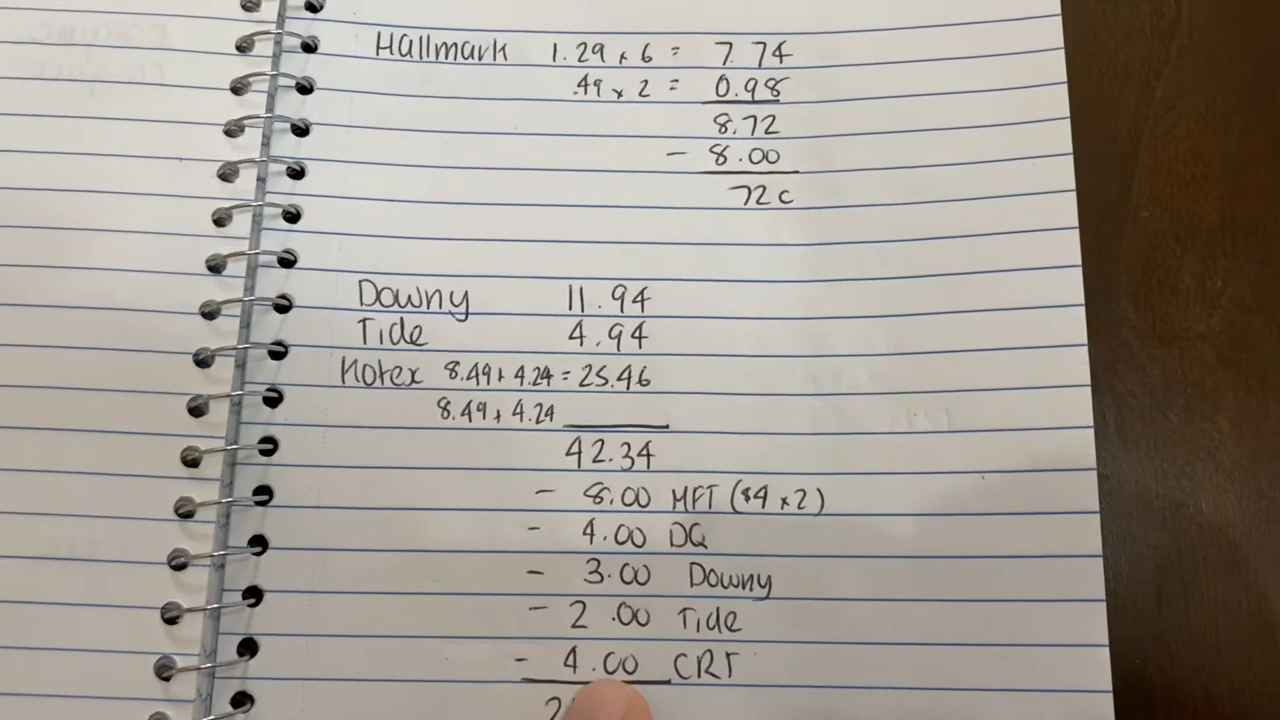 Hallmark 1.29 x 6 = 7.74
.49 x 2 = 0.98
8.72
- 8.00
72c
Downy 11.94
Tide 4.94
Kotex 8.49 + 4.24 = 25.46
8.49 + 4.24
42.34
- 8.00 MFT ($4 x 2)
- 4.00 DQ
- 3.00 Downy
- 2.00 Tide
- 4.00 CRT